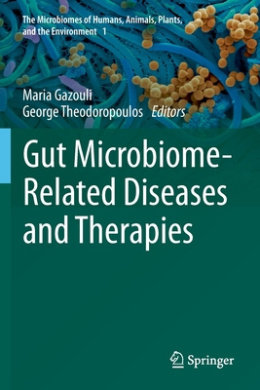 The Microbiomes of Humans, Animals, Plants,
and the Environment 1
Maria Gazouli
George Theodoropoulos Editors
Gut Microbiome-
Related Diseases
and Therapies
Springer